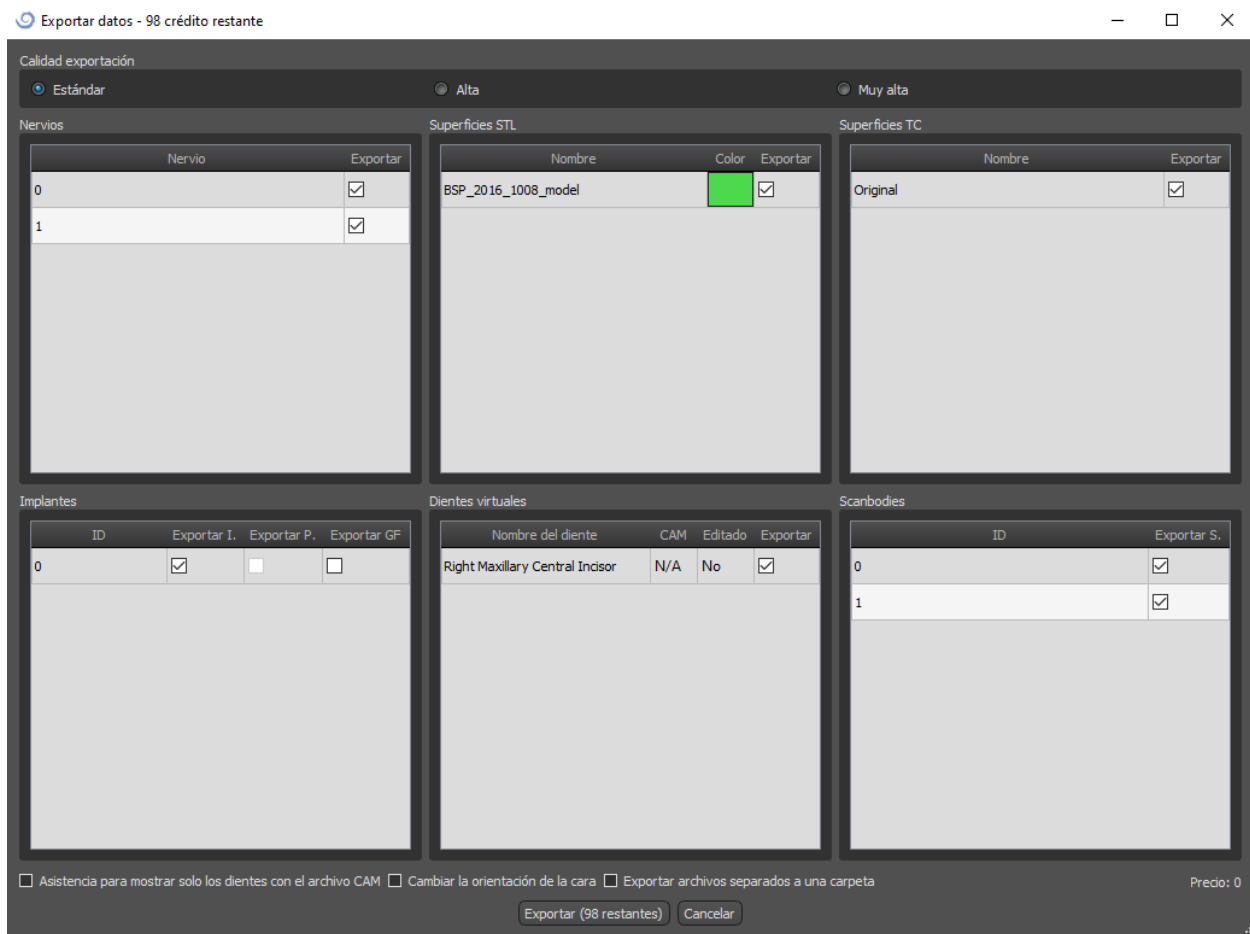 Exportar datos - 98 crédito restante
Calidad exportación
Estándar Alta Muy alta
Nervios Superficies STL Superficies TC
Nervio Exportar Nombre Color Exportar Nombre Exportar
0 BSP_2016_1008_model Original
1
Implantes Dientes virtuales Scanbodies
ID Exportar I. Exportar P. Exportar GF Nombre del diente CAM Editado Exportar ID Exportar S.
0 Right Maxillary Central Incisor N/A No 0
1
Asistencia para mostrar solo los dientes con el archivo CAM Cambiar la orientación de la cara Exportar archivos separados a una carpeta Precio: 0
Exportar (98 restantes) Cancelar